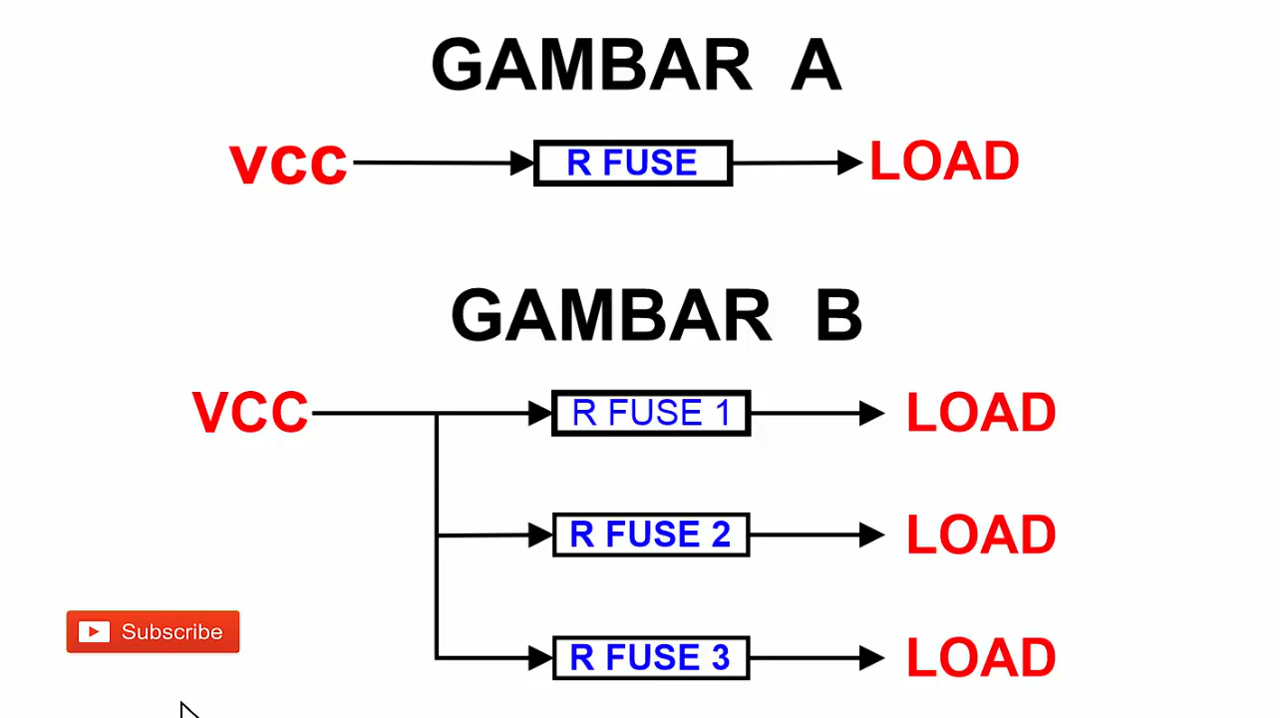 GAMBAR A
VCC R FUSE LOAD
GAMBAR B
VCC R FUSE 1 LOAD
R FUSE 2 LOAD
R FUSE 3 LOAD
Subscribe